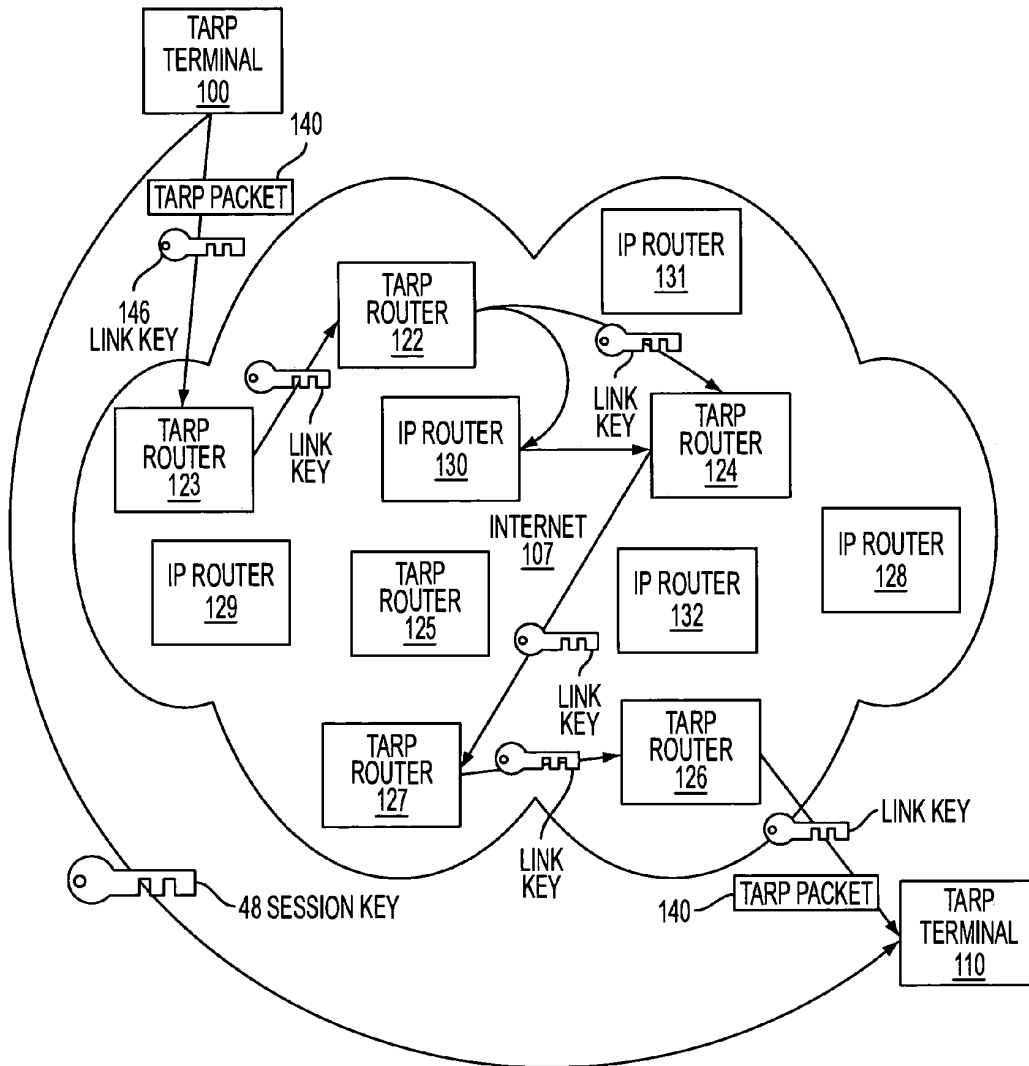 TARP
TERMINAL
100
140
TARP PACKET
146
LINK KEY
IP ROUTER
131
TARP
ROUTER
122
LINK
KEY
LINK
KEY
TARP
ROUTER
123
IP ROUTER
130
TARP
ROUTER
124
INTERNET
107
IP ROUTER
129
TARP
ROUTER
125
IP ROUTER
132
IP ROUTER
128
LINK
KEY
TARP
ROUTER
127
TARP
ROUTER
126
LINK
KEY
LINK KEY
48 SESSION KEY
140
TARP PACKET
TARP
TERMINAL
110